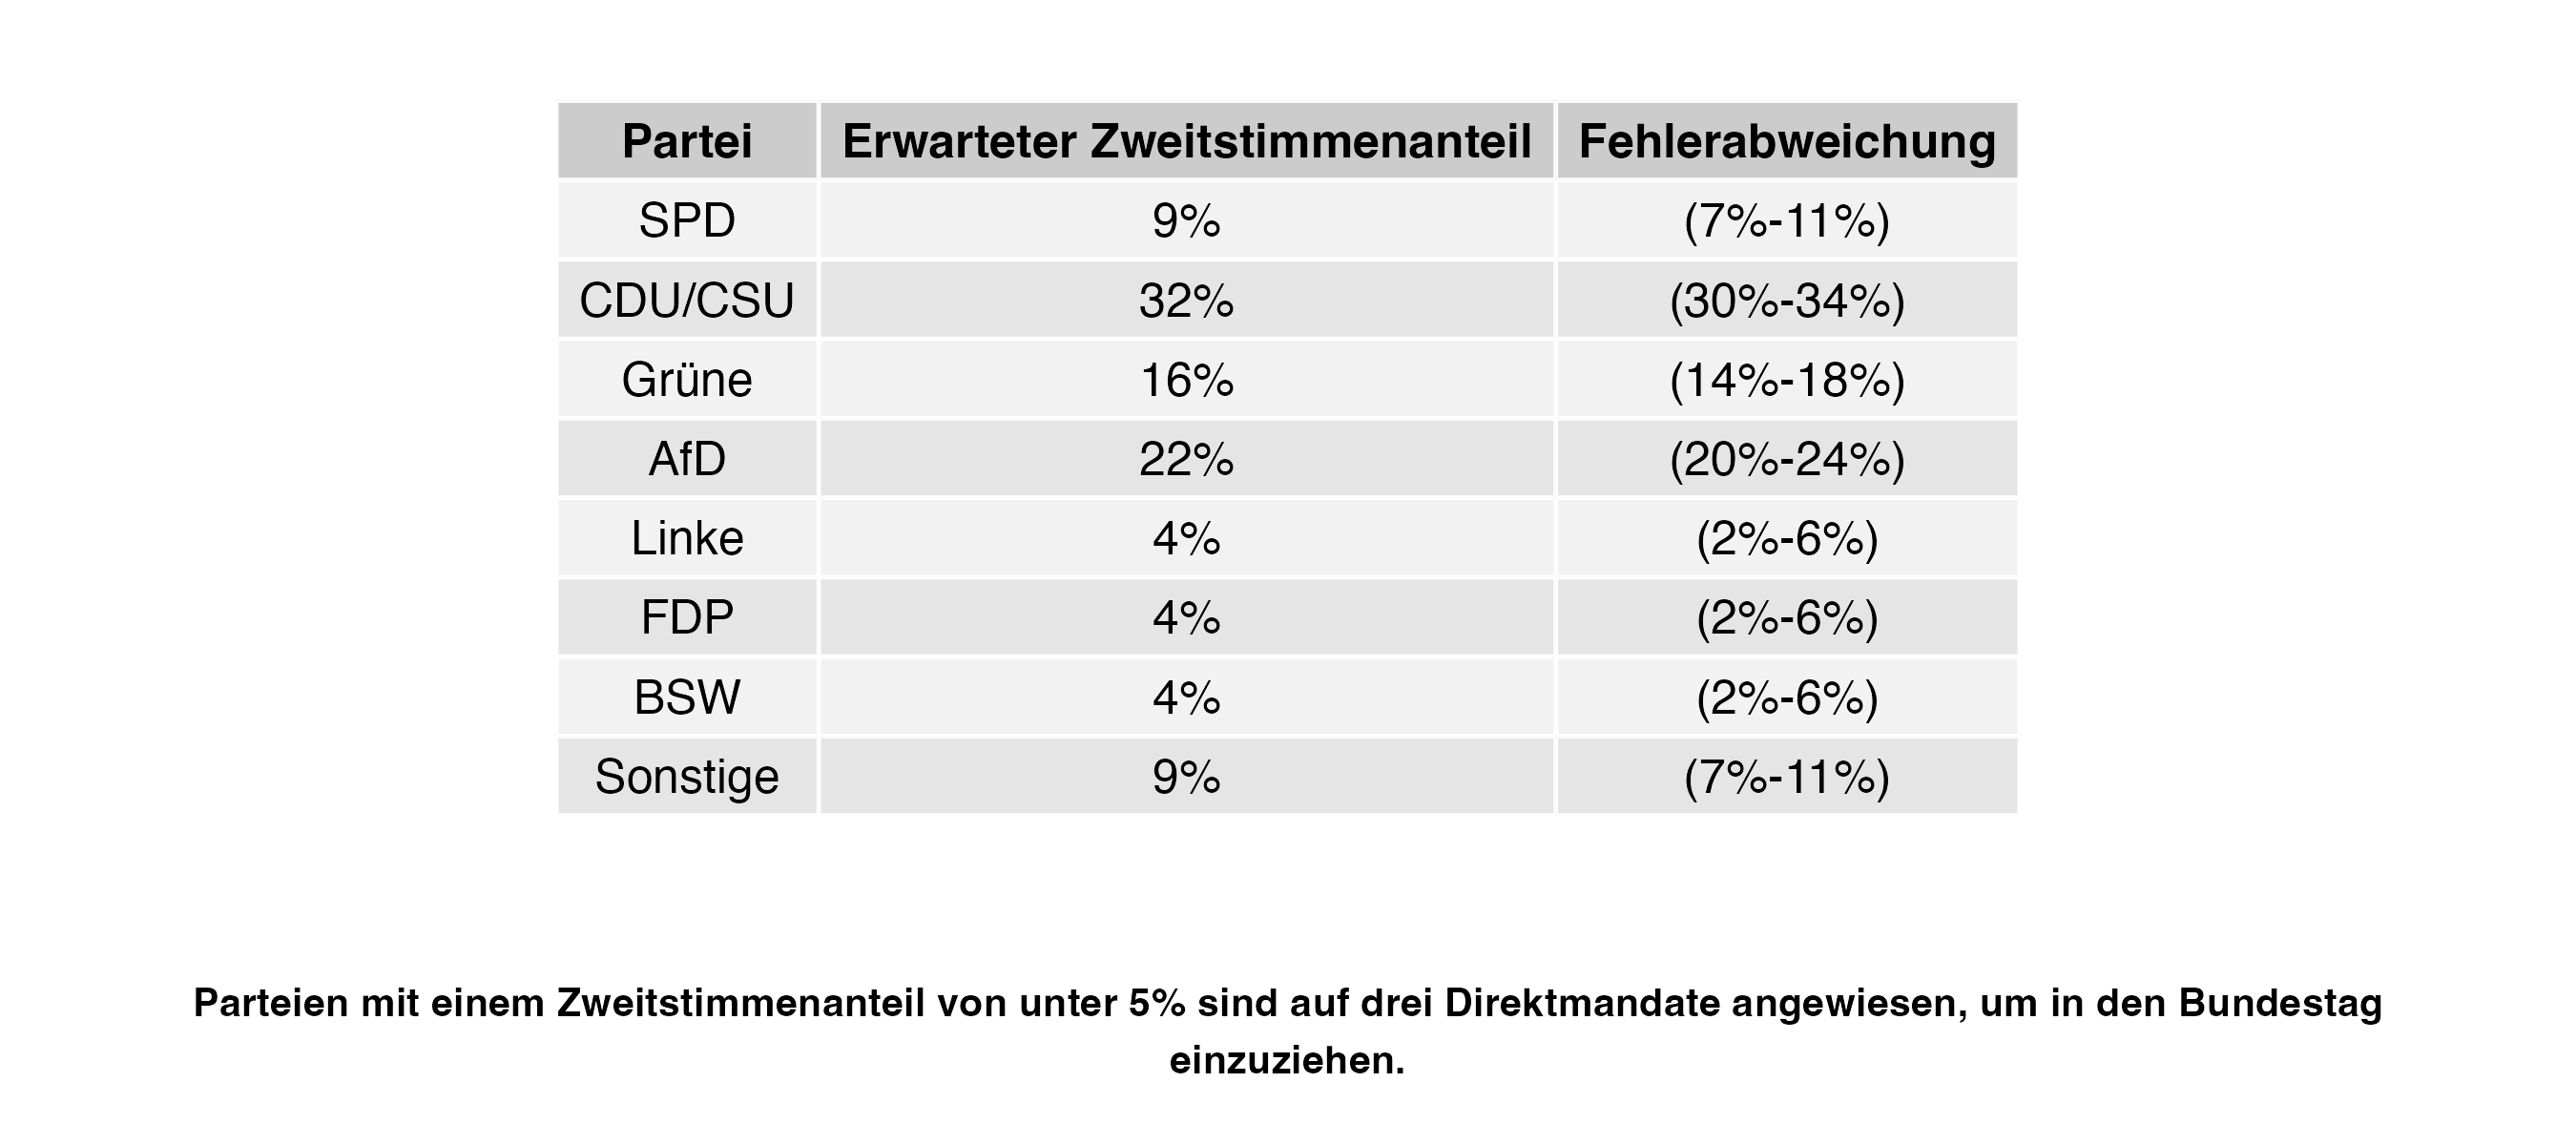 Partei Erwarteter Zweitstimmenanteil Fehlerabweichung
SPD 9% (7%-11%)
CDU/CSU 32% (30%-34%)
Grüne 16% (14%-18%)
AfD 22% (20%-24%)
Linke 4% (2%-6%)
FDP 4% (2%-6%)
BSW 4% (2%-6%)
Sonstige 9% (7%-11%)
Parteien mit einem Zweitstimmenanteil von unter 5% sind auf drei Direktmandate angewiesen, um in den Bundestag
einzuziehen.